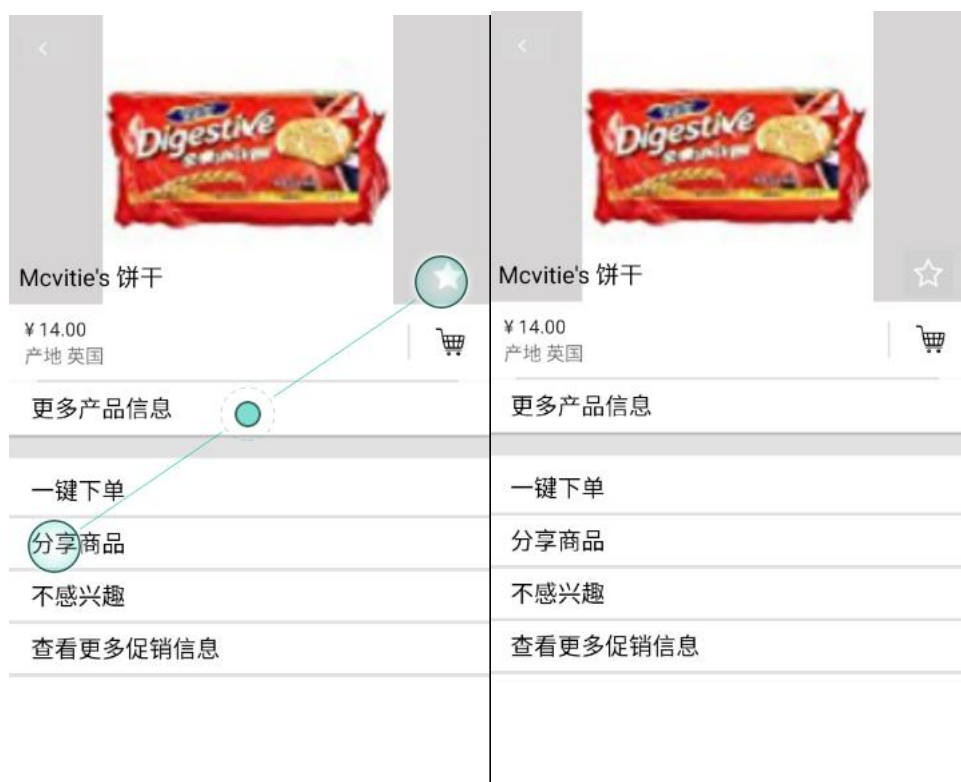 Digestive
Mcvitie's 饼干
¥ 14.00
产地 英国
更多产品信息
一键下单
分享商品
不感兴趣
查看更多促销信息
Digestive
Mcvitie's 饼干
¥ 14.00
产地 英国
更多产品信息
一键下单
分享商品
不感兴趣
查看更多促销信息